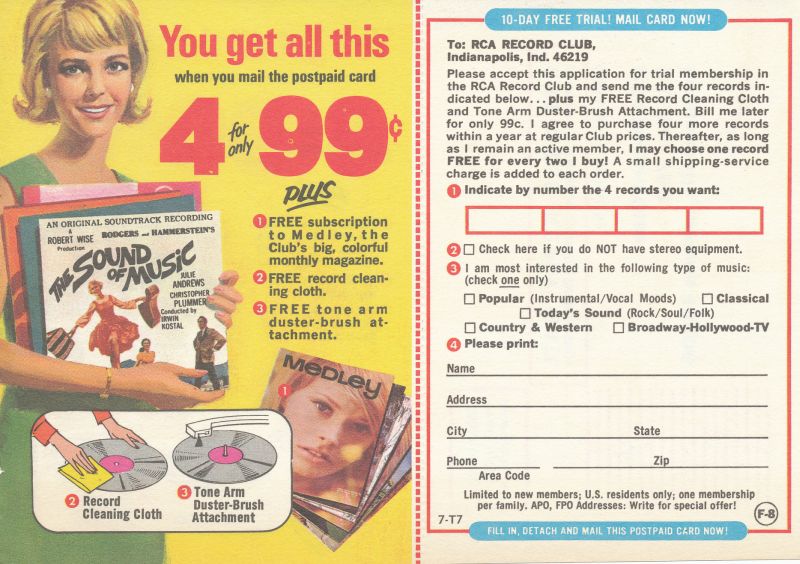 You get all this
when you mail the postpaid card
4 for only 99¢
PLUS
1 FREE subscription
to Medley, the
Club's big, colorful
monthly magazine.
2 FREE record clean-
ing cloth.
3 FREE tone arm
duster-brush at-
tachment.
AN ORIGINAL SOUNDTRACK RECORDING
A
ROBERT WISE
Production
RODGERS and HAMMERSTEIN'S
THE SOUND
OF MUSIC
JULIE
ANDREWS
CHRISTOPHER
PLUMMER
Conducted by
IRWIN
KOSTAL
MEDLEY
1
2 Record
Cleaning Cloth
3 Tone Arm
Duster-Brush
Attachment
10-DAY FREE TRIAL! MAIL CARD NOW!
To: RCA RECORD CLUB,
Indianapolis, Ind. 46219
Please accept this application for trial membership in
the RCA Record Club and send me the four records in-
dicated below...plus my FREE Record Cleaning Cloth
and Tone Arm Duster-Brush Attachment. Bill me later
for only 99c. I agree to purchase four more records
within a year at regular Club prices. Thereafter, as long
as I remain an active member, I may choose one record
FREE for every two I buy! A small shipping-service
charge is added to each order.
1 Indicate by number the 4 records you want:
2 Check here if you do NOT have stereo equipment.
3 I am most interested in the following type of music:
(check one only)
Popular (Instrumental/Vocal Moods) Classical
Today's Sound (Rock/Soul/Folk)
Country & Western Broadway-Hollywood-TV
4 Please print:
Name
Address
City State
Phone Zip
Area Code
Limited to new members; U.S. residents only; one membership
per family. APO, FPO Addresses: Write for special offer!
7-T7
F-8
FILL IN, DETACH AND MAIL THIS POSTPAID CARD NOW!